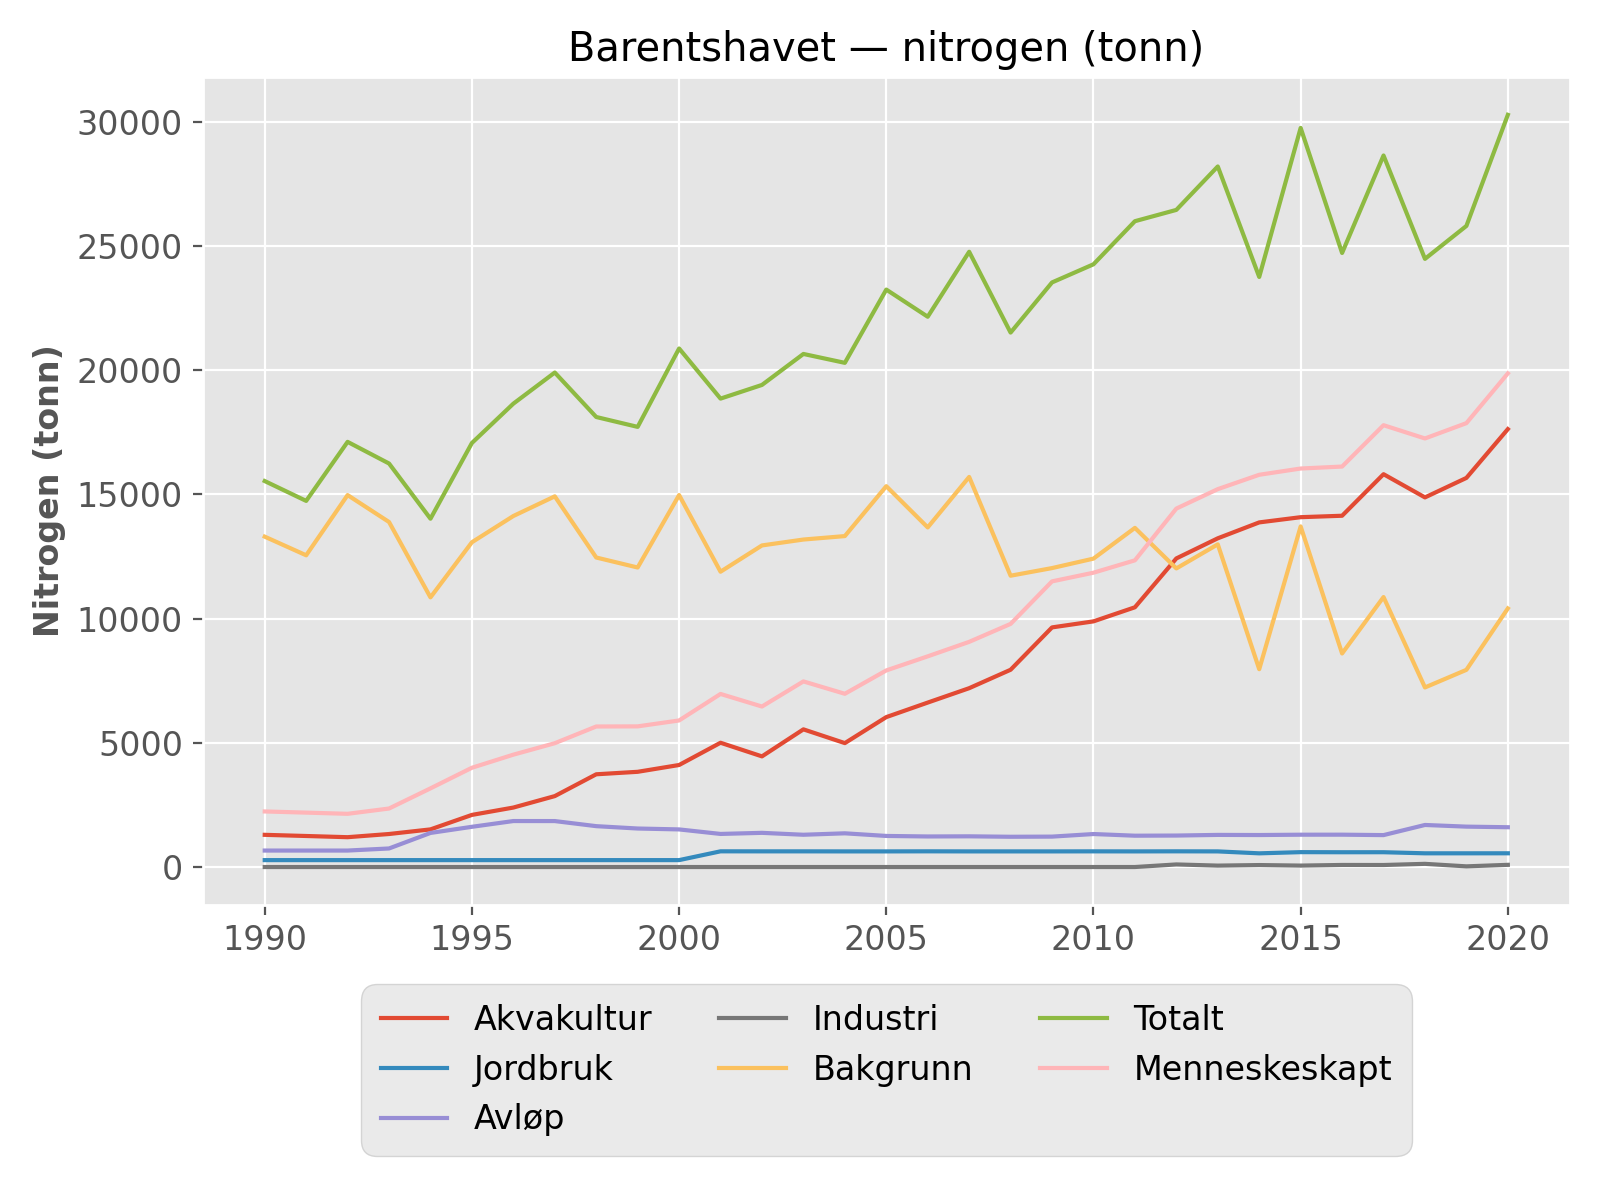 Barentshavet — nitrogen (tonn)
Nitrogen (tonn)
30000
25000
20000
15000
10000
5000
0
1990 1995 2000 2005 2010 2015 2020
Akvakultur Industri Totalt
Jordbruk Bakgrunn Menneskeskapt
Avløp